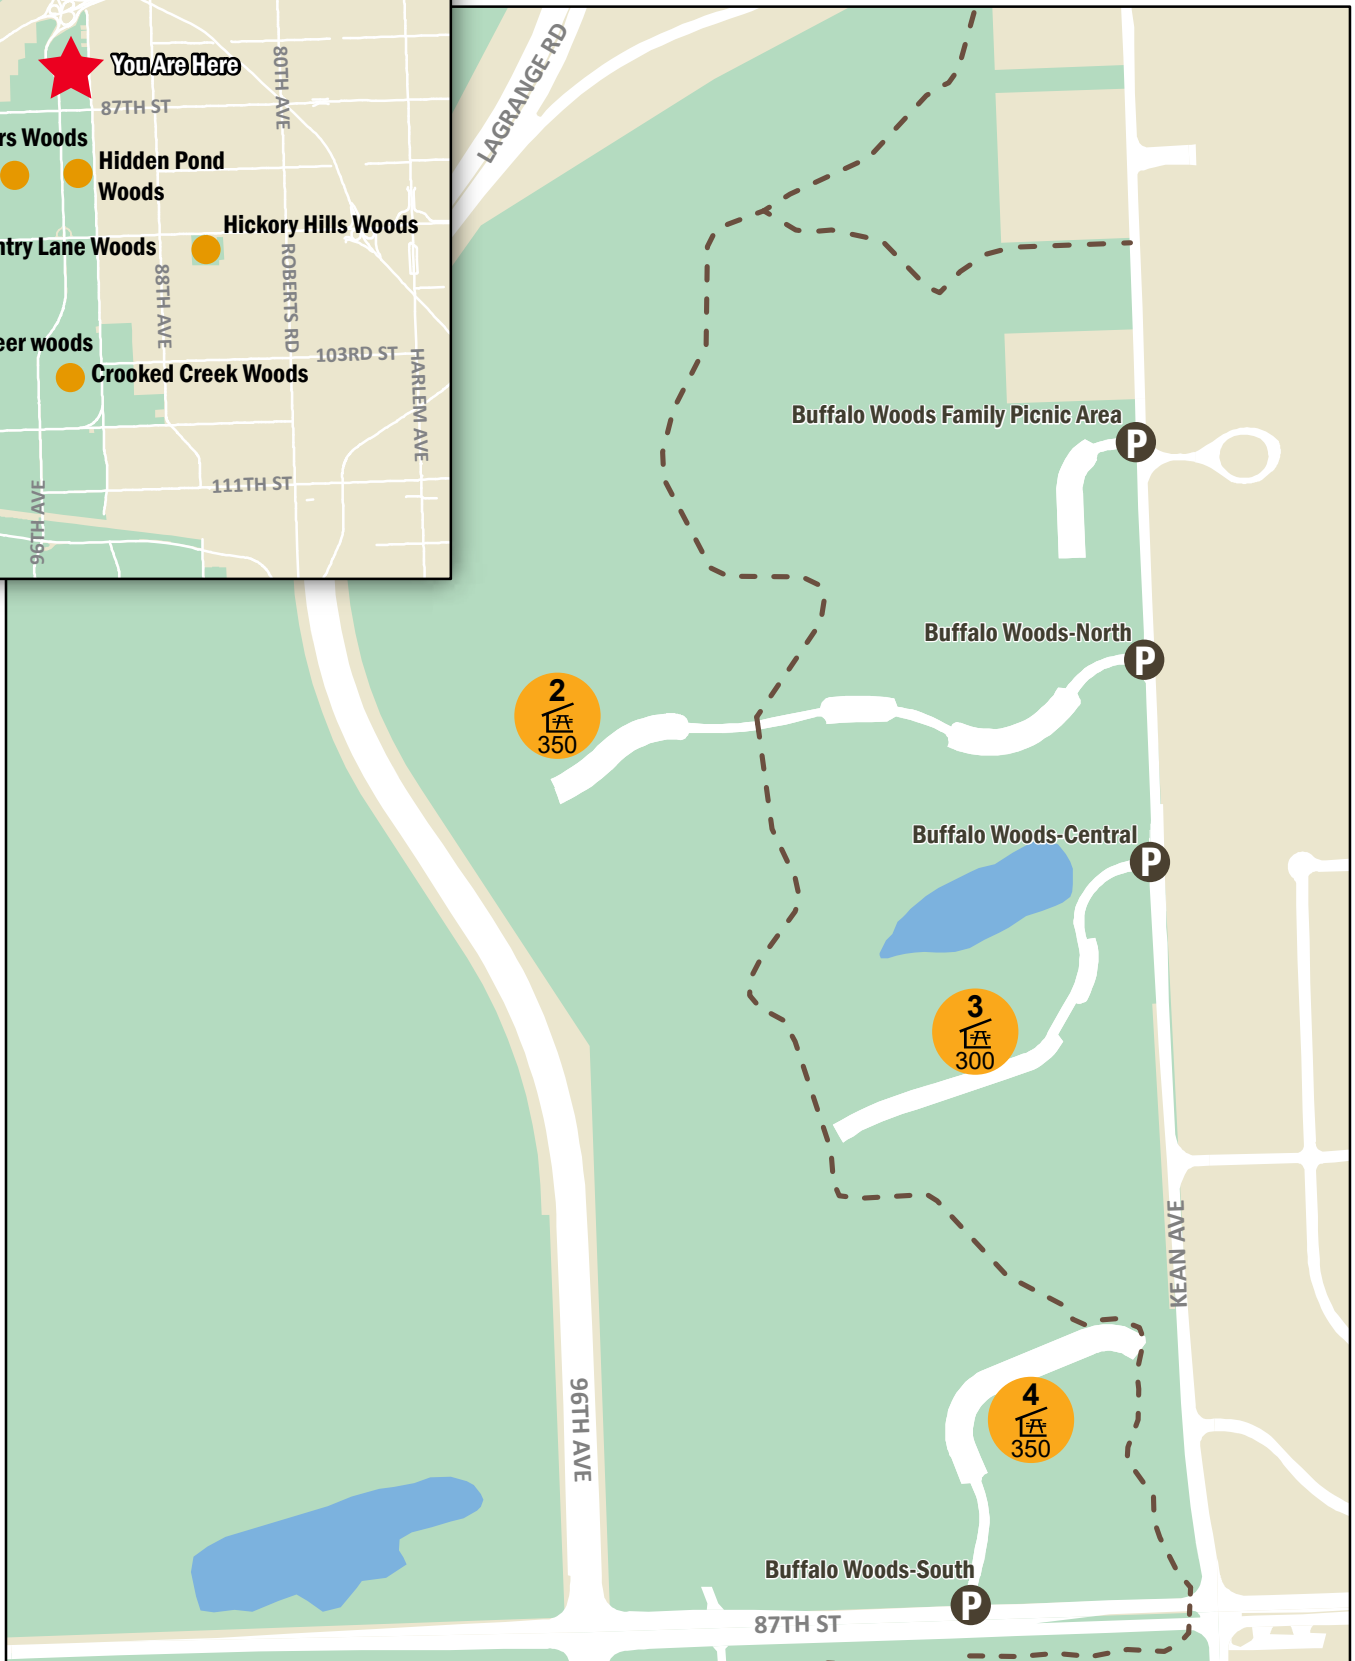 You Are Here
80TH AVE
87TH ST
rs Woods
Hidden Pond
Woods
Hickory Hills Woods
ntry Lane Woods
88TH AVE
ROBERTS RD
eer woods
103RD ST
Crooked Creek Woods
HARLEM AVE
111TH ST
96TH AVE
LAGRANGE RD
Buffalo Woods Family Picnic Area
P
Buffalo Woods-North
P
2
350
Buffalo Woods-Central
P
3
300
KEAN AVE
4
350
96TH AVE
Buffalo Woods-South
P
87TH ST